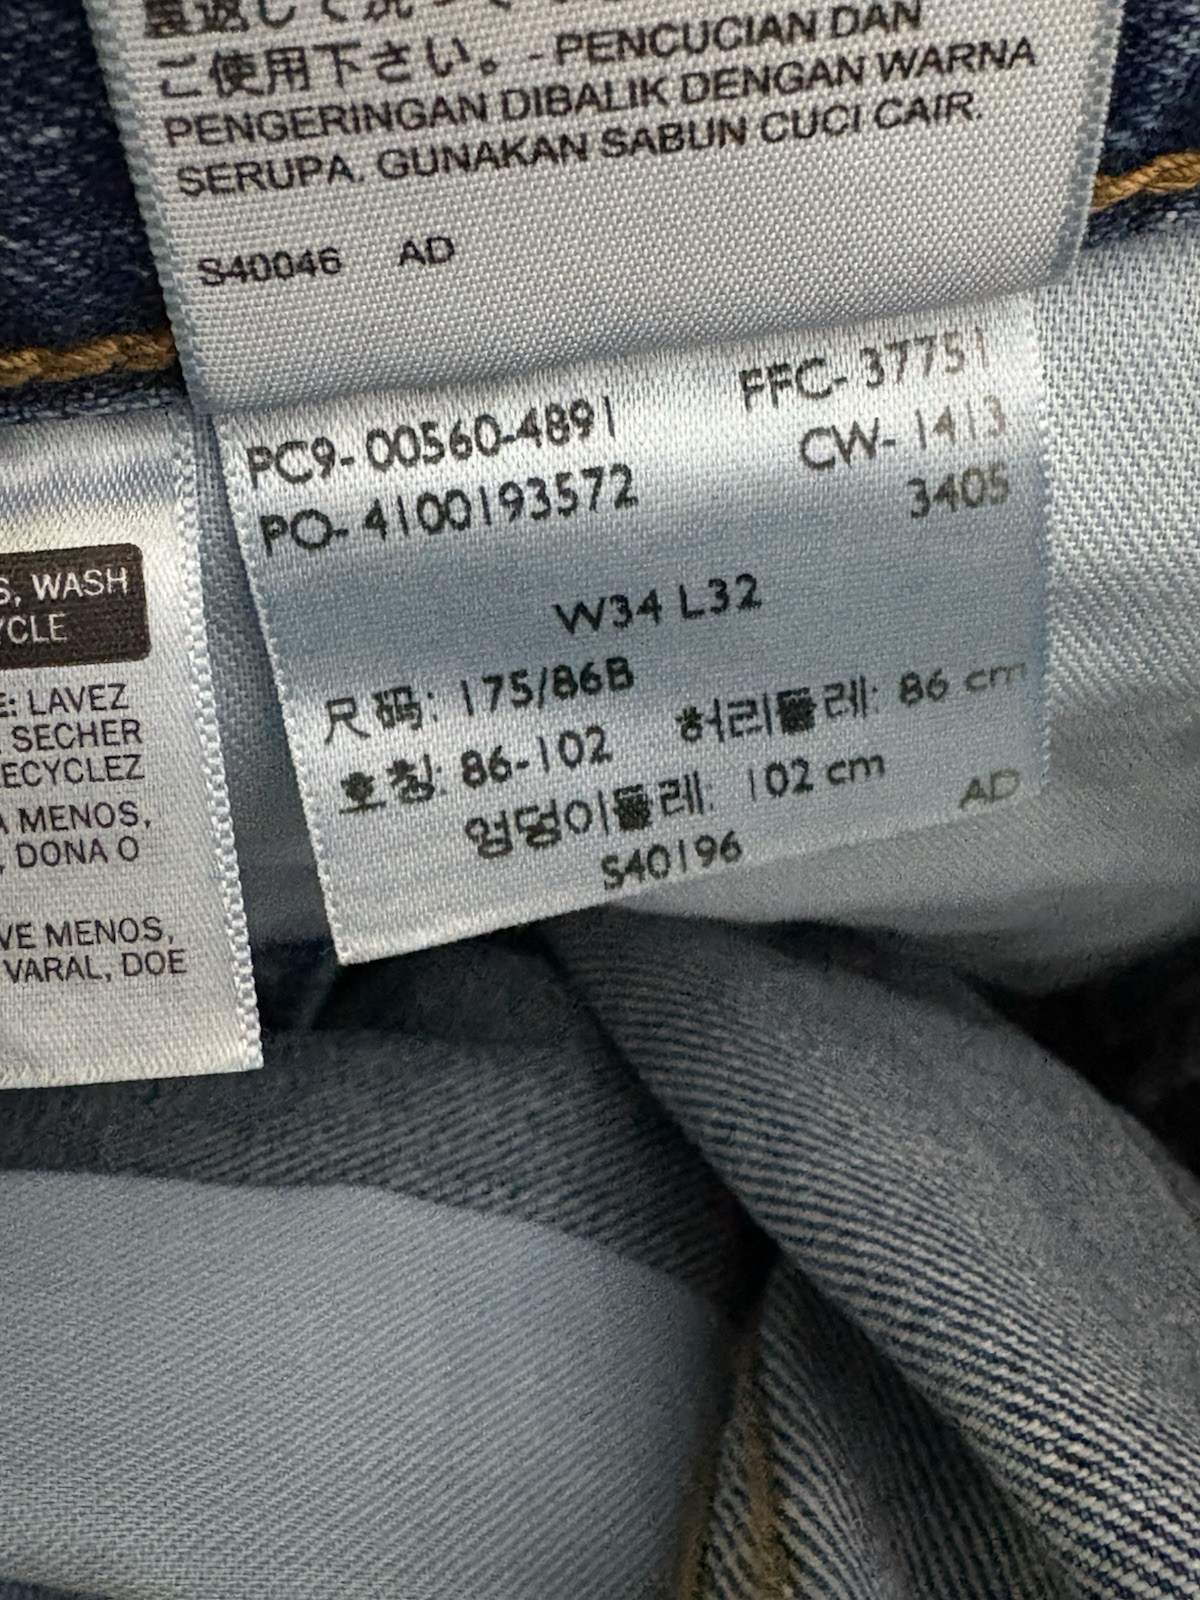 ご使用下さい。-PENCUCIAN DAN
PENGERINGAN DIBALIK DENGAN WARNA
SERUPA. GUNAKAN SABUN CUCI CAIR.
S40046 AD
PC9-00560-4891 FFC-37751
PO-4100193572 CW-1413
3405
W34 L32
尺码: 175/86B
호칭: 86-102 허리둘레: 86 cm
엉덩이둘레: 102 cm
S40196 AD
S, WASH
YCLE
E: LAVEZ
SECHER
ECYCLEZ
A MENOS,
, DONA O
VE MENOS,
VARAL, DOE